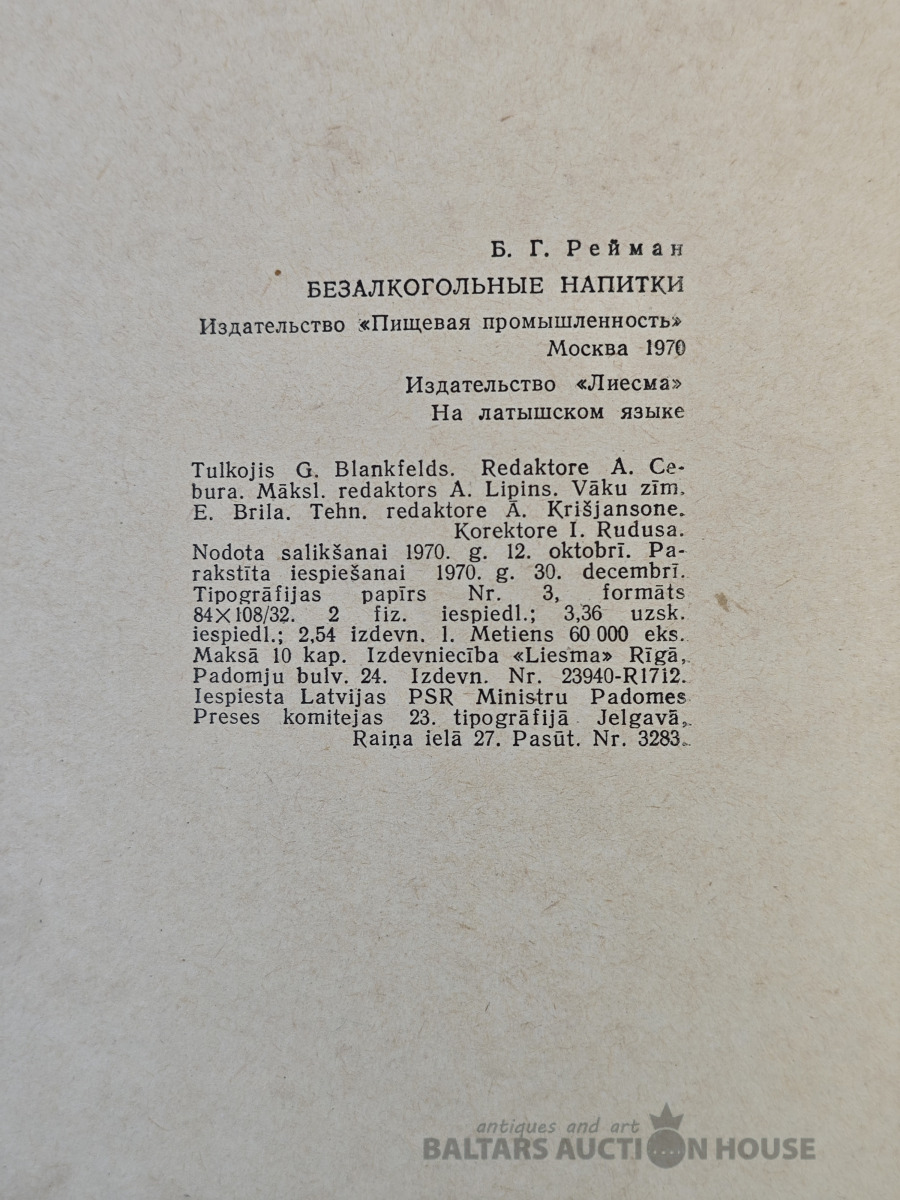 Б. Г. Рейман
БЕЗАЛКОГОЛЬНЫЕ НАПИТКИ
Издательство «Пищевая промышленность»
Москва 1970
Издательство «Лиесма»
На латышском языке
Tulkojis G. Blankfelds. Redaktore A. Ce-
bura. Māksl. redaktors A. Lipins. Vāku zīm.
E. Brila. Tehn. redaktore Ā. Krišjansone.
Korektore I. Rudusa.
Nodota salikšanai 1970. g. 12. oktobrī. Pa-
rakstīta iespiešanai 1970. g. 30. decembrī.
Tipogrāfijas papīrs Nr. 3, formāts
84×108/32. 2 fiz. iespiedl.; 3,36 uzsk.
iespiedl.; 2,54 izdevn. l. Metiens 60 000 eks.
Maksā 10 kap. Izdevniecība «Liesma» Rīgā,
Padomju bulv. 24. Izdevn. Nr. 23940-R1712.
Iespiesta Latvijas PSR Ministru Padomes
Preses komitejas 23. tipogrāfijā Jelgavā,
Raiņa ielā 27. Pasūt. Nr. 3283.
antiques and art
BALTARS AUCTION HOUSE